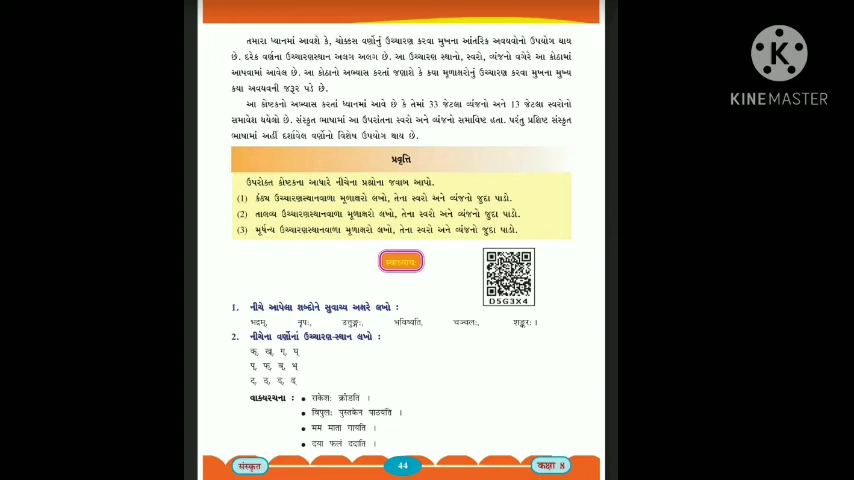 તમારા ધ્યાનમાં આવશે કે, ચોક્કસ વર્ણોનું ઉચ્ચારણ કરવા મુખના આંતરિક અવયવોનો ઉપયોગ થાય
છે. દરેક વર્ણના ઉચ્ચારણસ્થાન અલગ અલગ છે. આ ઉચ્ચારણ સ્થાનો, સ્વરો, વ્યંજનો વગેરે આ કોઠામાં
આપવામાં આવેલ છે. આ કોઠાનો અભ્યાસ કરતાં જણાશે કે કયા મૂળાક્ષરોનું ઉચ્ચારણ કરવા મુખના મુખ્ય
કયા અવયવની જરૂર પડે છે.
આ કોષ્ટકનો અભ્યાસ કરતાં ધ્યાનમાં આવે છે કે તેમાં 33 જેટલા વ્યંજનો અને 13 જેટલા સ્વરોનો
સમાવેશ થયેલો છે. સંસ્કૃત ભાષામાં આ ઉપરાંતના સ્વરો અને વ્યંજનો સમાવિષ્ટ હતા. પરંતુ પ્રશિષ્ટ સંસ્કૃત
ભાષામાં અહીં દર્શાવેલ વર્ણોનો વિશેષ ઉપયોગ થાય છે.
પ્રવૃત્તિ
ઉપરોક્ત કોષ્ટકના આધારે નીચેના પ્રશ્નોના જવાબ આપો.
(1) કંઠ્ય ઉચ્ચારણસ્થાનવાળા મૂળાક્ષરો લખો, તેના સ્વરો અને વ્યંજનો જુદા પાડો.
(2) તાલવ્ય ઉચ્ચારણસ્થાનવાળા મૂળાક્ષરો લખો, તેના સ્વરો અને વ્યંજનો જુદા પાડો.
(3) મૂર્ધન્ય ઉચ્ચારણસ્થાનવાળા મૂળાક્ષરો લખો, તેના સ્વરો અને વ્યંજનો જુદા પાડો.
स्वाध्यायः
D5G3X4
1. નીચે આપેલા શબ્દોને સુવાચ્ય અક્ષરે લખો :
भद्रम्, नृपः, उत्तुङ्गः, भविष्यति, चञ्चलः, शङ्करः ।
2. નીચેના વર્ણોનાં ઉચ્ચારણ-સ્થાન લખો :
क्, ख्, ग्, घ्
प्, फ्, ब्, भ्
ट्, ठ्, ड्, ढ्
વાક્યરચના : • राकेशः क्रीडति ।
• विपुलः पुस्तकेन पाठयति ।
• मम माता गायति ।
• दया फलं ददाति ।
संस्कृत 44 कक्षा 8
K
KINEMASTER